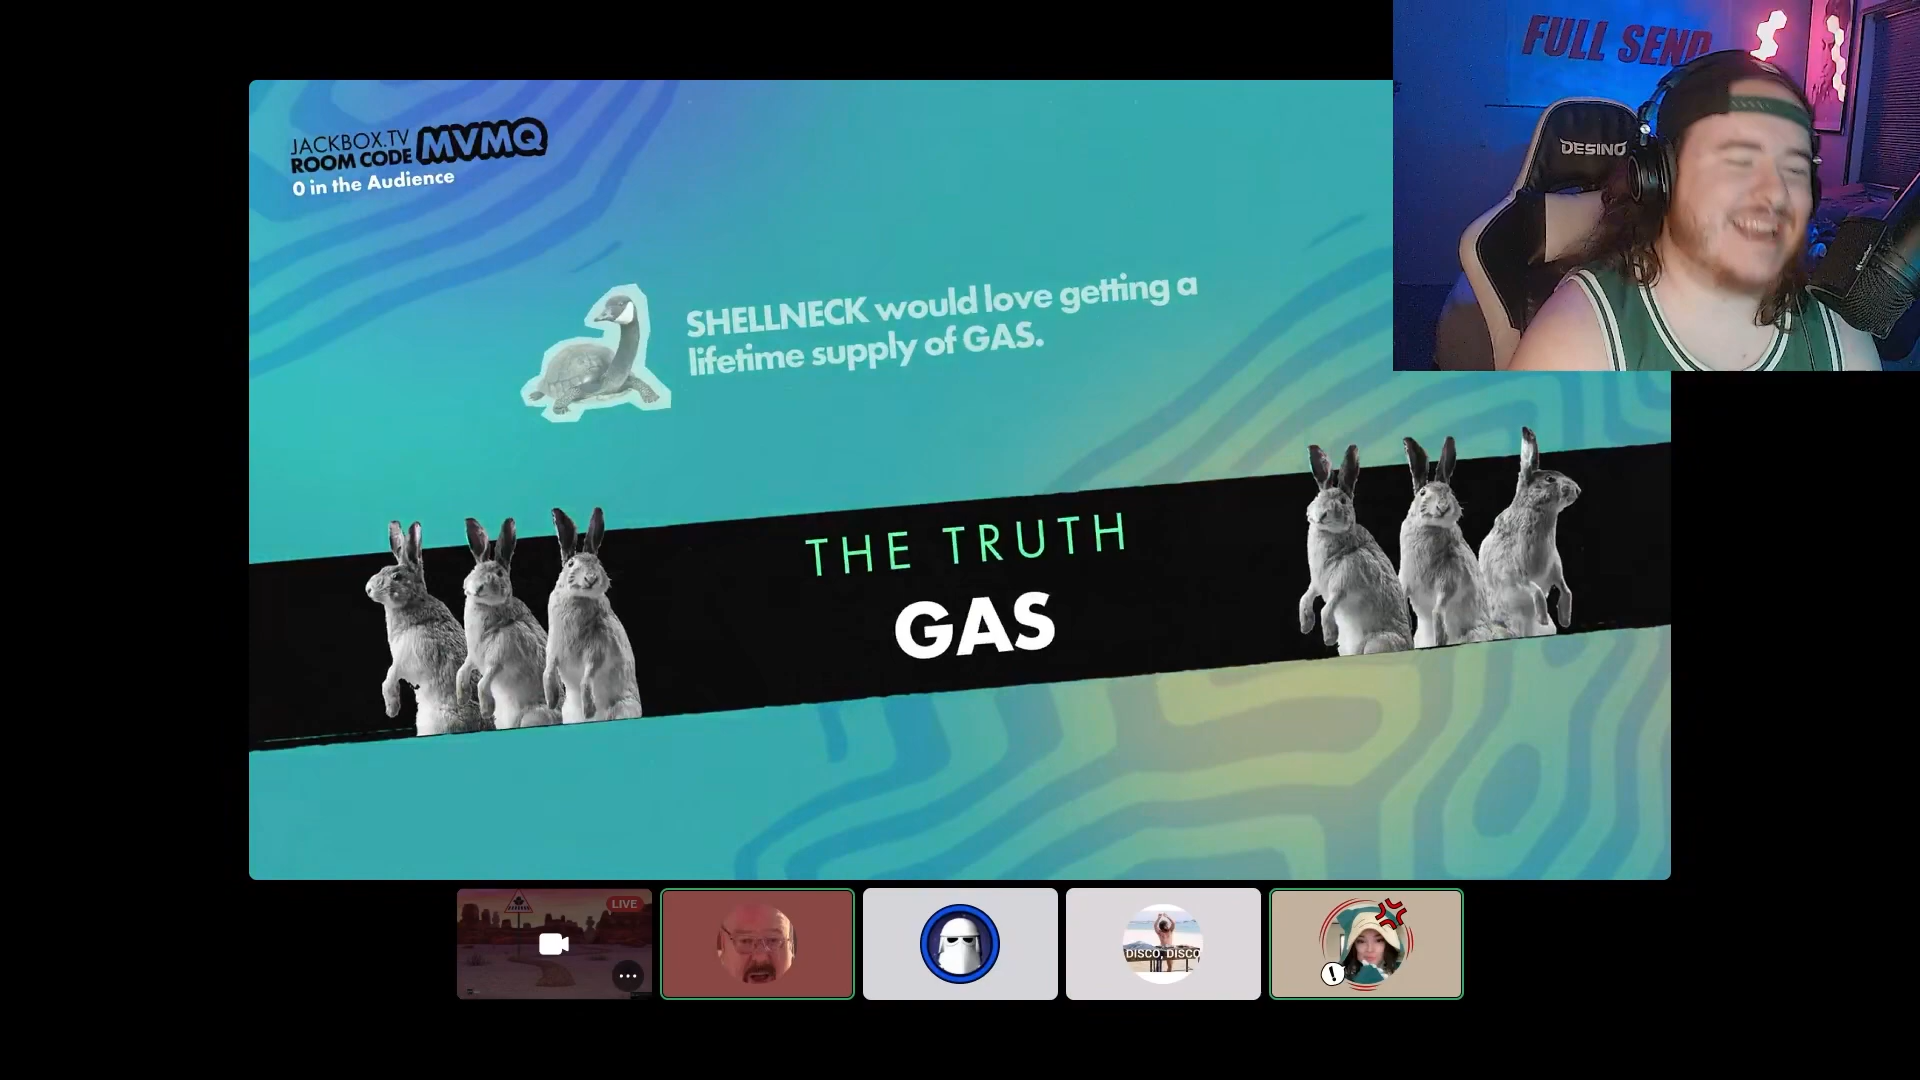 FULL SEND
DESINO
JACKBOX.TV
ROOM CODE MVMQ
0 in the Audience
SHELLNECK would love getting a
lifetime supply of GAS.
THE TRUTH
GAS
LIVE
DISCO, DISCO